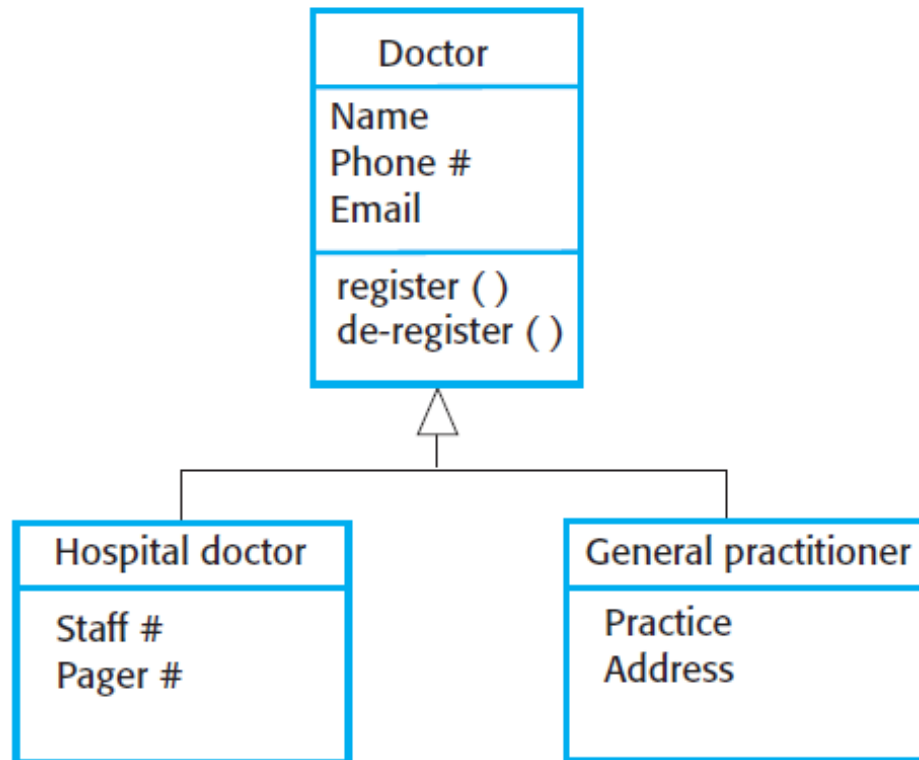 Doctor
Name
Phone #
Email
register ( )
de-register ( )
Hospital doctor
Staff #
Pager #
General practitioner
Practice
Address